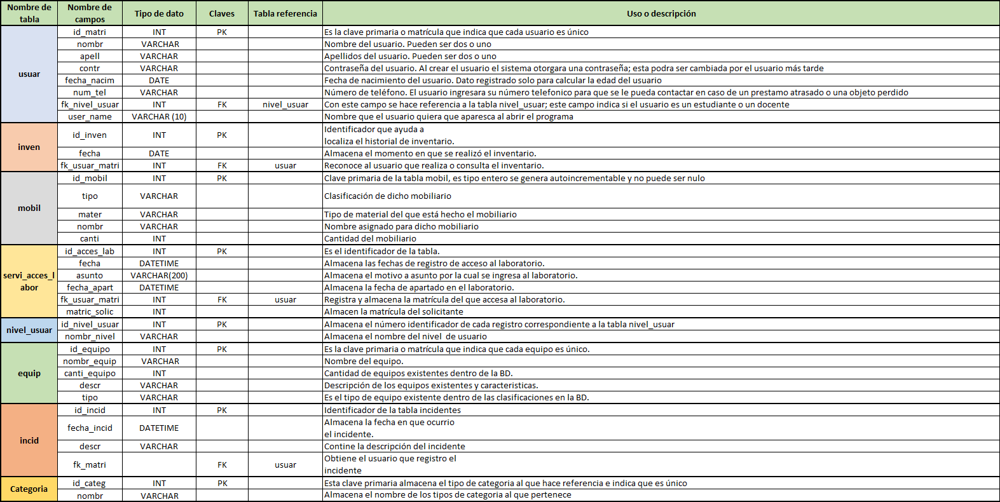 Nombre de tabla | Nombre de campos | Tipo de dato | Claves | Tabla referencia | Uso o descripción
usuar
id_matri | INT | PK | | Es la clave primaria o matrícula que indica que cada usuario es único
nombr | VARCHAR | | | Nombre del usuario. Pueden ser dos o uno
apell | VARCHAR | | | Apellidos del usuario. Pueden ser dos o uno
contr | VARCHAR | | | Contraseña del usuario. Al crear el usuario el sistema otorgara una contraseña; esta podra ser cambiada por el usuario más tarde
fecha_nacim | DATE | | | Fecha de nacimiento del usuario. Dato registrado solo para calcular la edad del usuario
num_tel | VARCHAR | | | Número de teléfono. El usuario ingresara su número telefonico para que se le pueda contactar en caso de un prestamo atrasado o una objeto perdido
fk_nivel_usuar | INT | FK | nivel_usuar | Con este campo se hace referencia a la tabla nivel_usuar; este campo indica si el usuario es un estudiante o un docente
user_name | VARCHAR (10) | | | Nombre que el usuario quiera que aparesca al abrir el programa
inven
id_inven | INT | PK | | Identificador que ayuda a
localiza el historial de inventario.
fecha | DATE | | | Almacena el momento en que se realizó el inventario.
fk_usuar_matri | INT | FK | usuar | Reconoce al usuario que realiza o consulta el inventario.
mobil
id_mobil | INT | PK | | Clave primaria de la tabla mobil, es tipo entero se genera autoincrementable y no puede ser nulo
tipo | VARCHAR | | | Clasificación de dicho mobiliario
mater | VARCHAR | | | Tipo de material del que está hecho el mobiliario
nombr | VARCHAR | | | Nombre asignado para dicho mobiliario
canti | INT | | | Cantidad del mobiliario
servi_acces_l
abor
id_acces_lab | INT | PK | | Es el identificador de la tabla.
fecha | DATETIME | | | Almacena las fechas de registro de acceso al laboratorio.
asunto | VARCHAR(200) | | | Almacena el motivo a asunto por la cual se ingresa al laboratorio.
fecha_apart | DATETIME | | | Almacena la fecha de apartado en el laboratorio.
fk_usuar_matri | INT | FK | usuar | Registra y almacena la matrícula del que accesa al laboratorio.
matric_solic | INT | | | Almacen la matrícula del solicitante
nivel_usuar
id_nivel_usuar | INT | PK | | Almacena el número identificador de cada registro correspondiente a la tabla nivel_usuar
nombr_nivel | VARCHAR | | | Almacena el nombre del nivel de usuario
equip
id_equipo | INT | PK | | Es la clave primaria o matrícula que indica que cada equipo es único.
nombr_equip | VARCHAR | | | Nombre del equipo.
canti_equipo | INT | | | Cantidad de equipos existentes dentro de la BD.
descr | VARCHAR | | | Descripción de los equipos existentes y caracteristicas.
tipo | VARCHAR | | | Es el tipo de equipo existente dentro de las clasificaciones en la BD.
incid
id_incid | INT | PK | | Identificador de la tabla incidentes
fecha_incid | DATETIME | | | Almacena la fecha en que ocurrio
el incidente.
descr | VARCHAR | | | Contine la descripción del incidente
fk_matri | | FK | usuar | Obtiene el usuario que registro el
incidente
Categoria
id_categ | INT | PK | | Esta clave primaria almacena el tipo de categoria al que hace referencia e indica que es único
nombr | VARCHAR | | | Almacena el nombre de los tipos de categoria al que pertenece